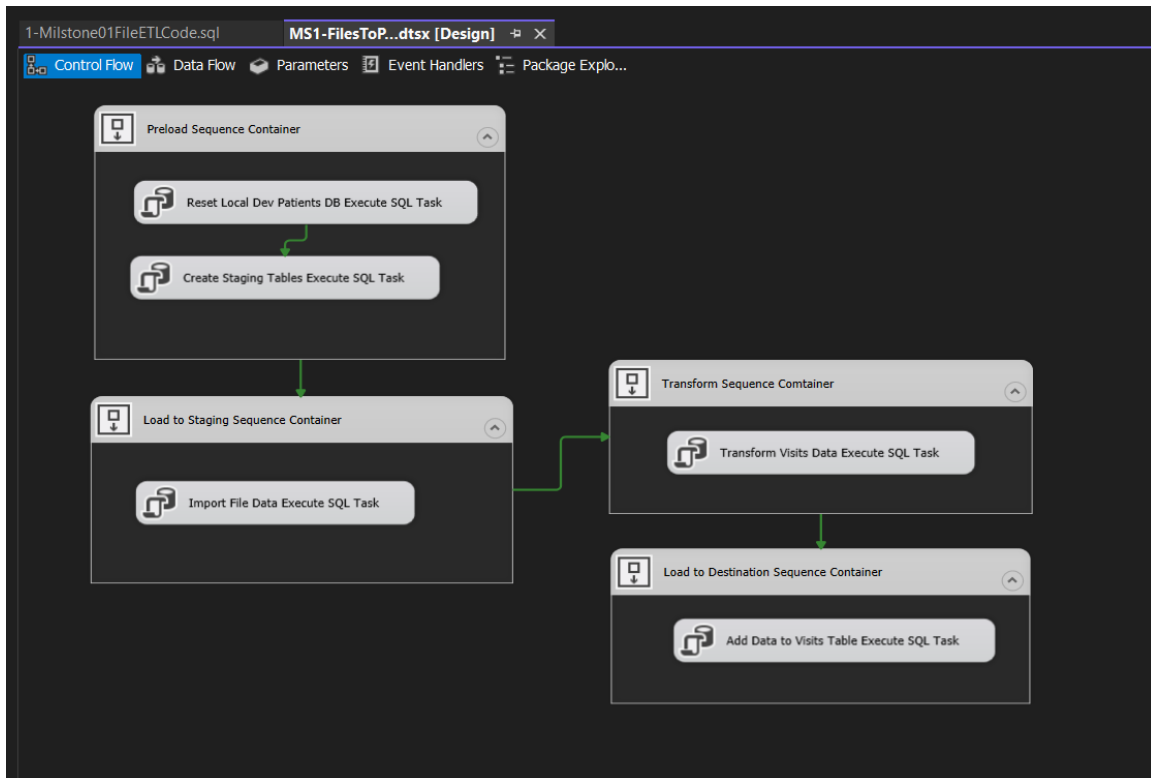 1-Milstone01FileETLCode.sql
MS1-FilesToP...dtsx [Design]
Control Flow
Data Flow
Parameters
Event Handlers
Package Explo...
Preload Sequence Container
Reset Local Dev Patients DB Execute SQL Task
Create Staging Tables Execute SQL Task
Load to Staging Sequence Container
Import File Data Execute SQL Task
Transform Sequence Comtainer
Transform Visits Data Execute SQL Task
Load to Destination Sequence Container
Add Data to Visits Table Execute SQL Task